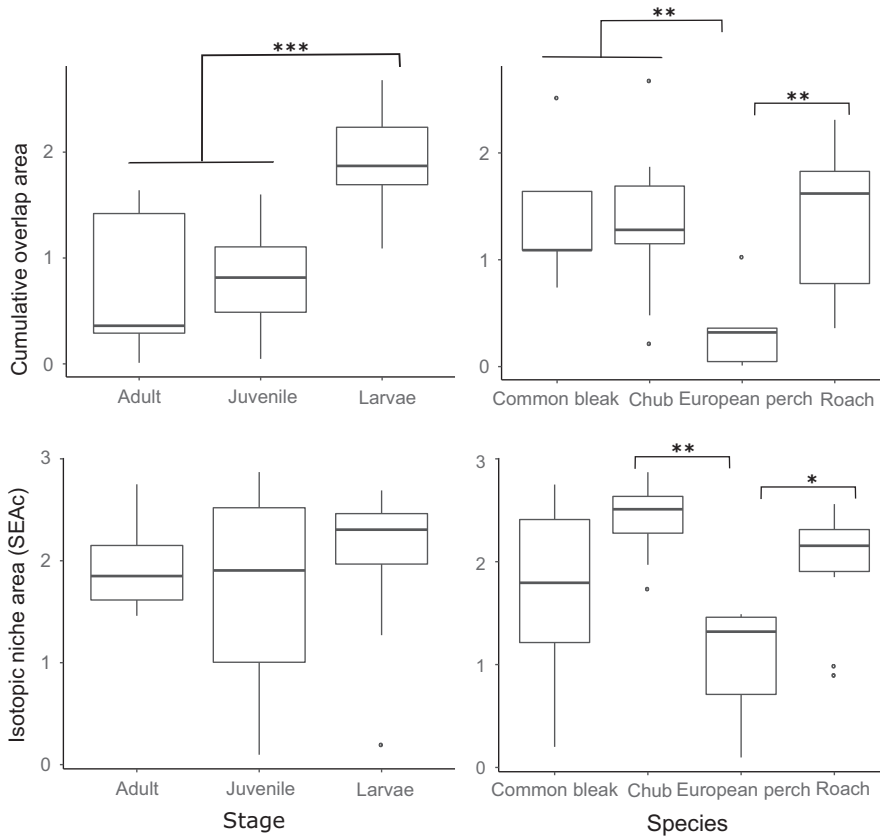 Cumulative overlap area
***
2
1
0
Adult Juvenile Larvae
**
**
2
1
0
Common bleak Chub European perch Roach
Isotopic niche area (SEAc)
3
2
1
0
Adult Juvenile Larvae
Stage
**
*
3
2
1
0
Common bleak Chub European perch Roach
Species